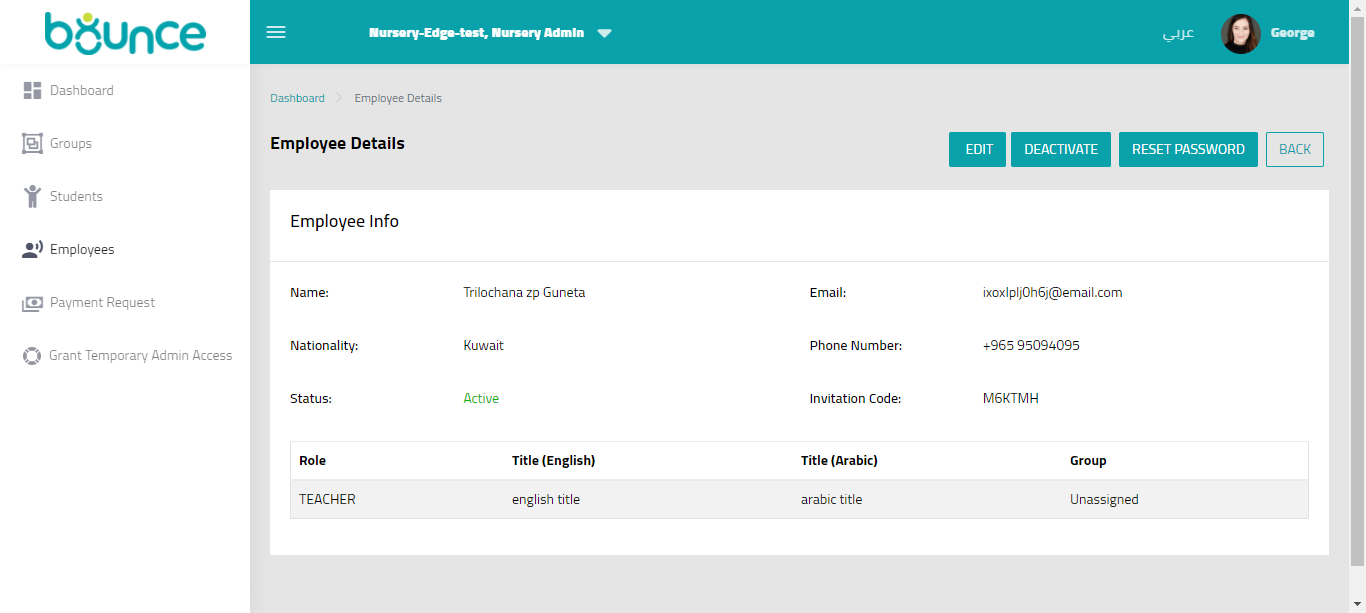 bounce
Nursery-Edge-test, Nursery Admin
عربي
George
Dashboard
Groups
Students
Employees
Payment Request
Grant Temporary Admin Access
Dashboard Employee Details
Employee Details
EDIT DEACTIVATE RESET PASSWORD BACK
Employee Info
Name: Trilochana zp Guneta Email: ixoxlplj0h6j@email.com
Nationality: Kuwait Phone Number: +965 95094095
Status: Active Invitation Code: M6KTMH
Role Title (English) Title (Arabic) Group
TEACHER english title arabic title Unassigned